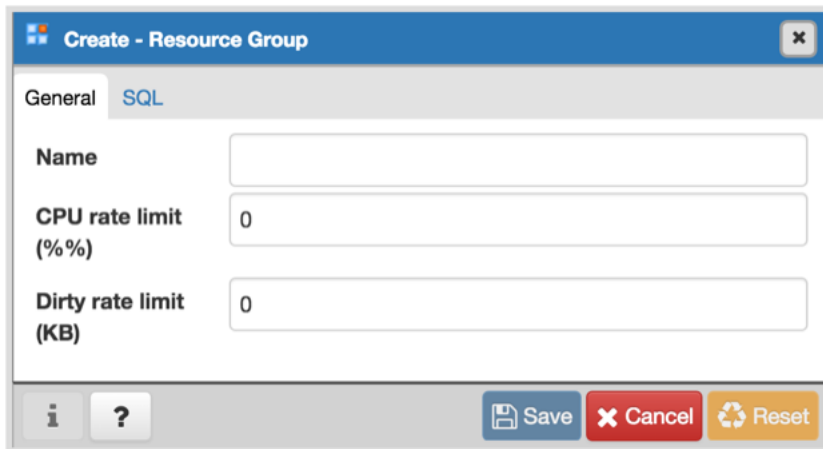 Create - Resource Group
General SQL
Name
CPU rate limit 0
(%%)
Dirty rate limit 0
(KB)
i ? Save Cancel Reset